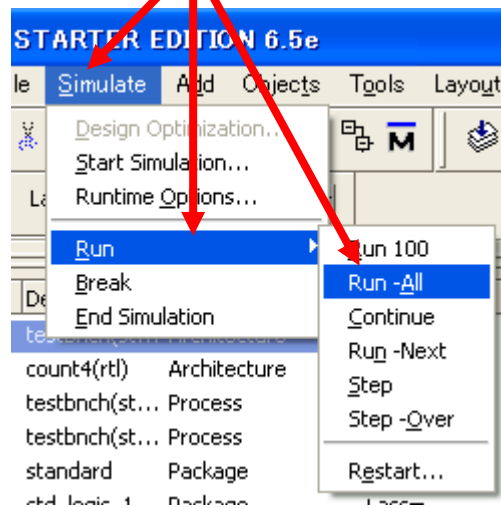 STARTER EDITION 6.5e
le Simulate Add Objects Tools Layout
Design Optimization...
Start Simulation...
Runtime Options...
Run
Break
End Simulation
Run 100
Run -All
Continue
Run -Next
Step
Step -Over
Restart...
La
De
count4(rtl) Architecture
testbnch(st... Process
testbnch(st... Process
standard Package
std_logic_1 Package